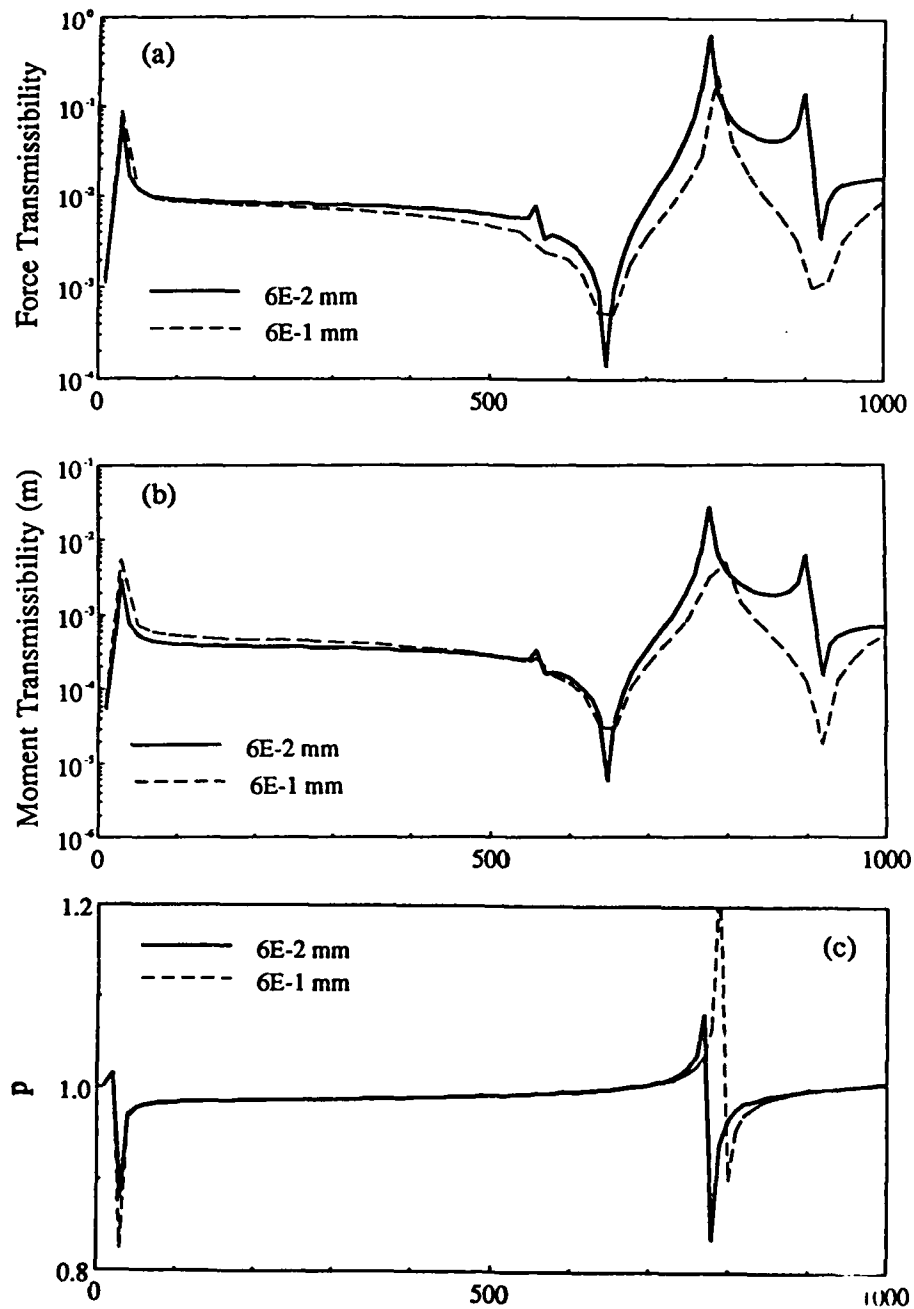 (a)
Force Transmissibility
10⁰
10⁻¹
10⁻²
10⁻³
10⁻⁴
6E-2 mm
6E-1 mm
0 500 1000
(b)
Moment Transmissibility (m)
10⁻¹
10⁻²
10⁻³
10⁻⁴
10⁻⁵
10⁻⁶
6E-2 mm
6E-1 mm
0 500 1000
(c)
p
1.2
1.0
0.8
6E-2 mm
6E-1 mm
0 500 1000